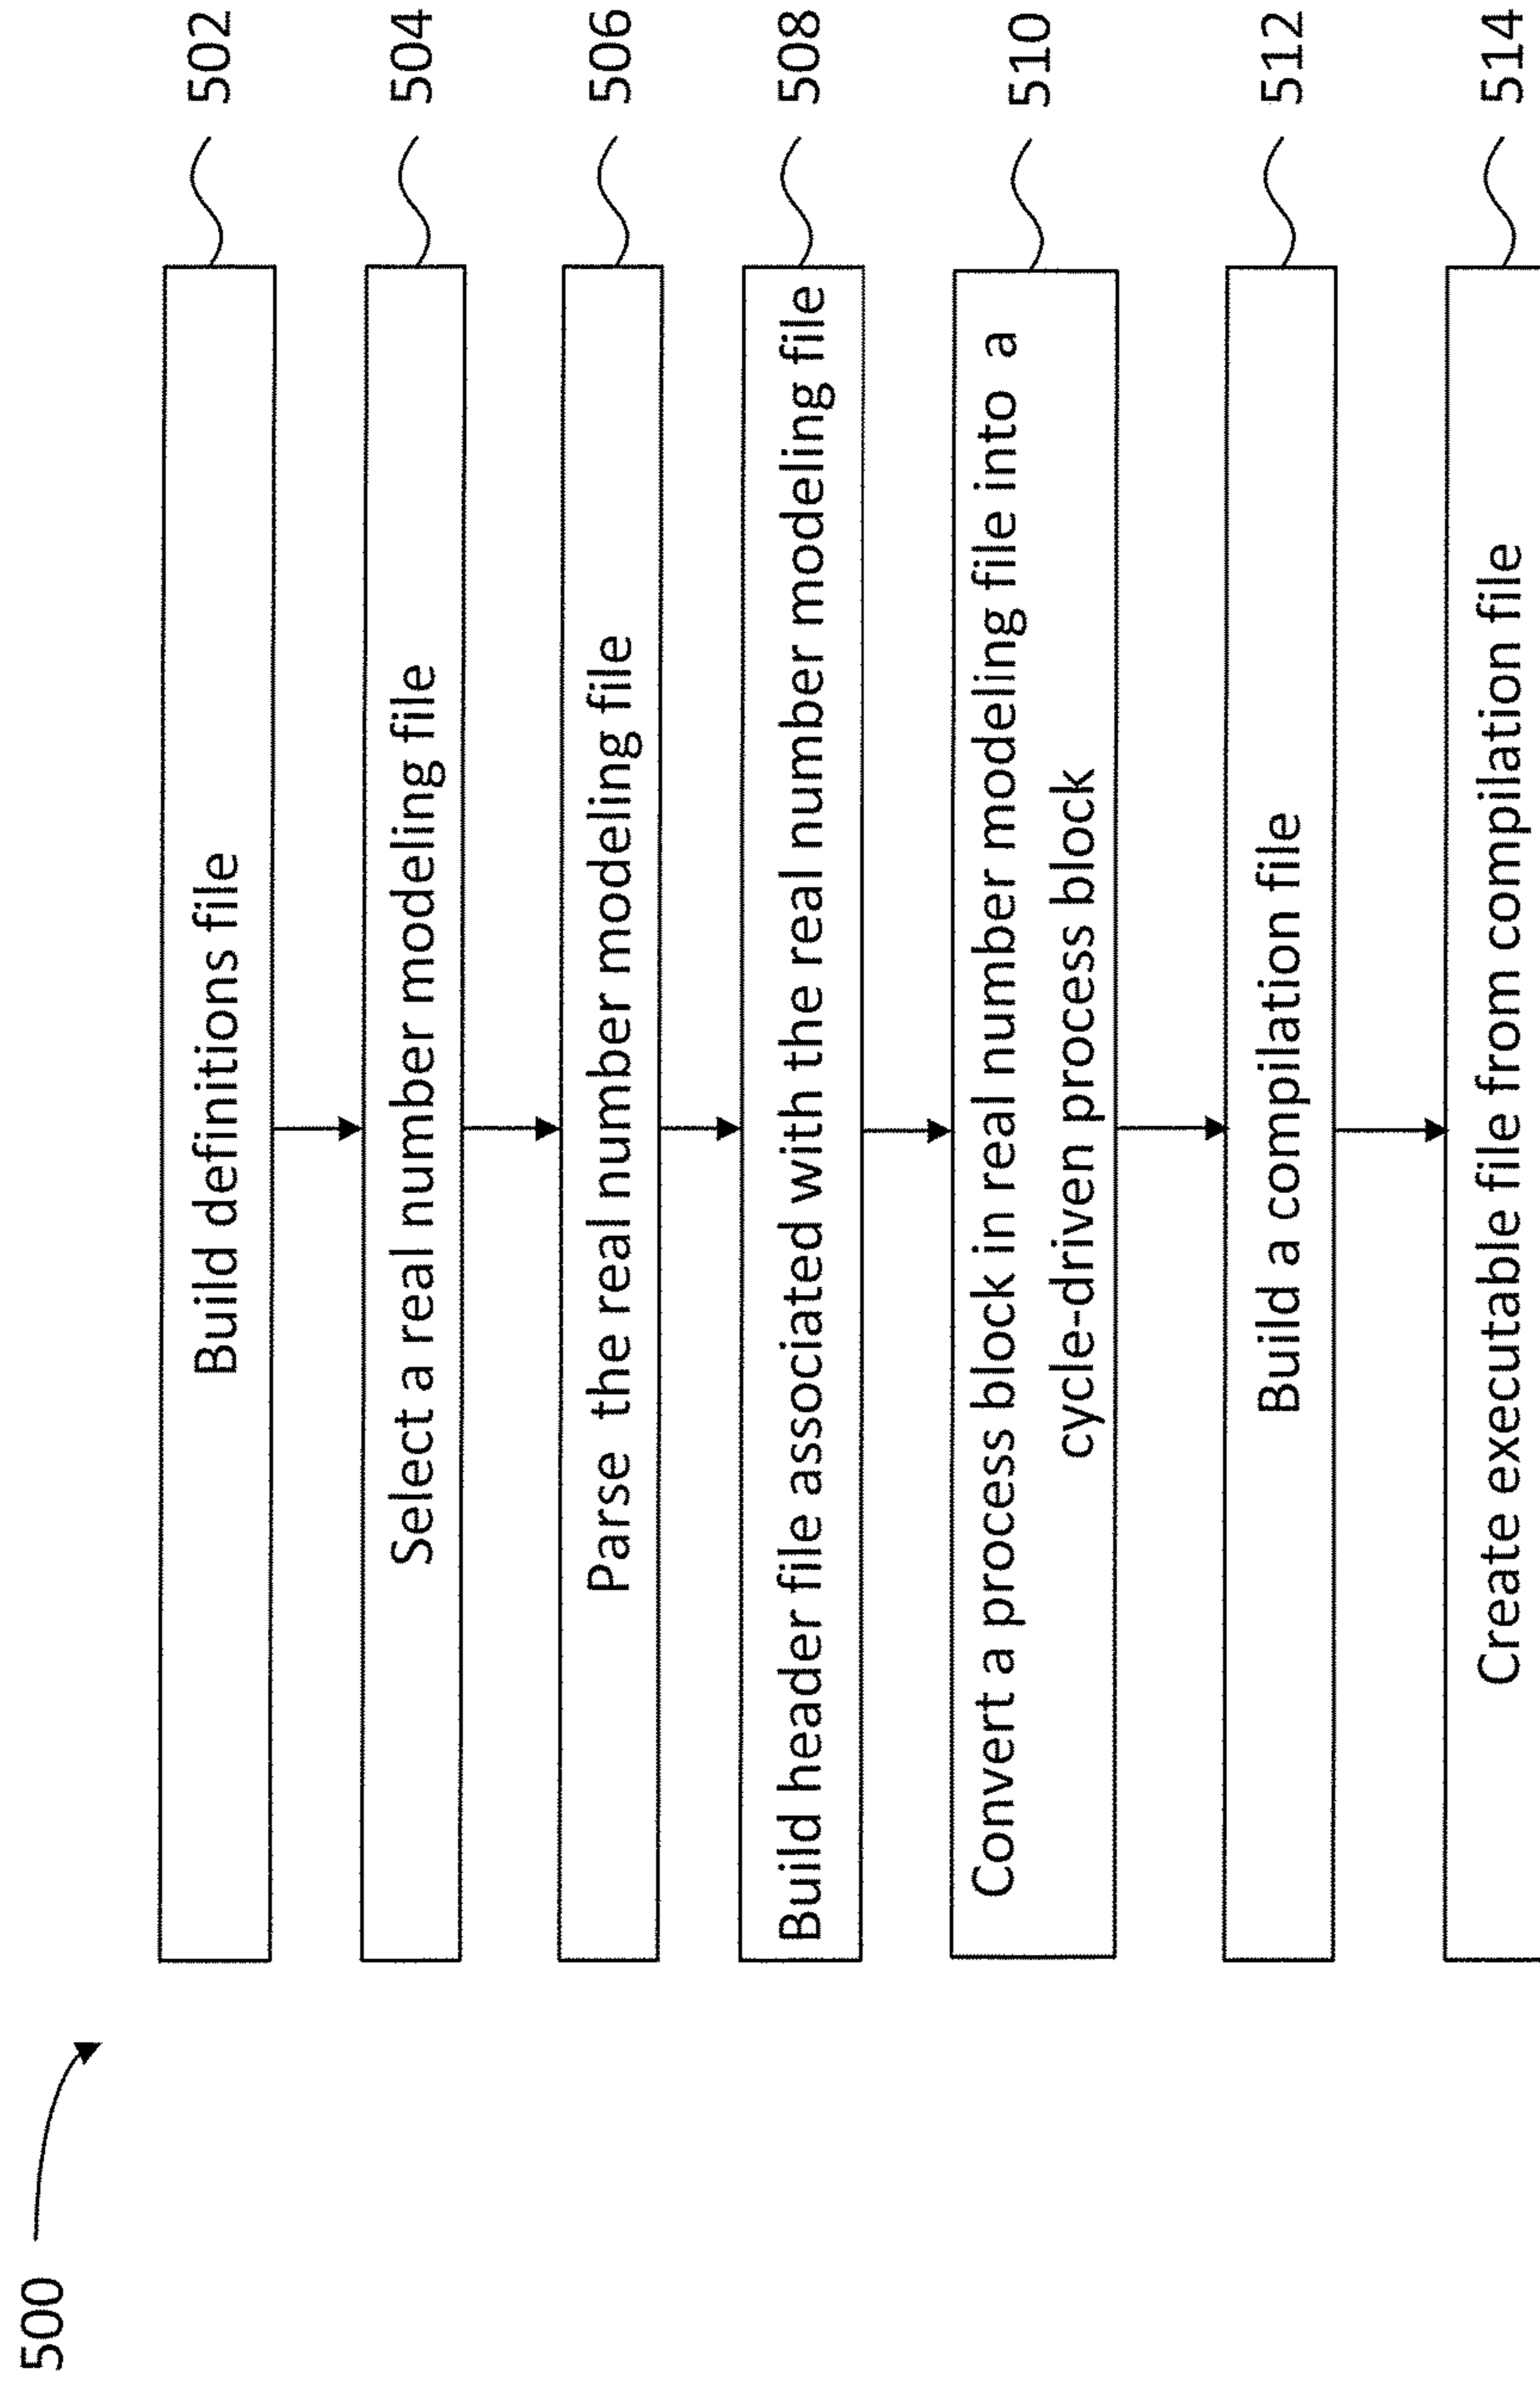 500
Build definitions file
502
Select a real number modeling file
504
Parse the real number modeling file
506
Build header file associated with the real number modeling file
508
Convert a process block in real number modeling file into a
cycle-driven process block
510
Build a compilation file
512
Create executable file from compilation file
514